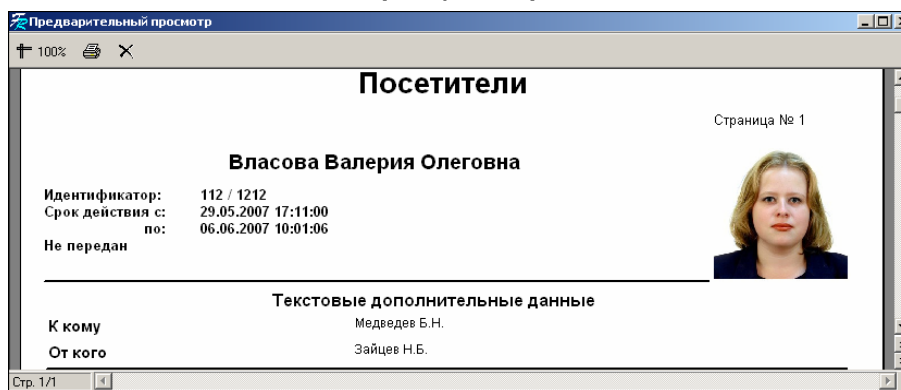 Предварительный просмотр
100%
Посетители
Страница № 1
Власова Валерия Олеговна
Идентификатор: 112 / 1212
Срок действия с: 29.05.2007 17:11:00
по: 06.06.2007 10:01:06
Не передан
Текстовые дополнительные данные
К кому Медведев Б.Н.
От кого Зайцев Н.Б.
Стр. 1/1